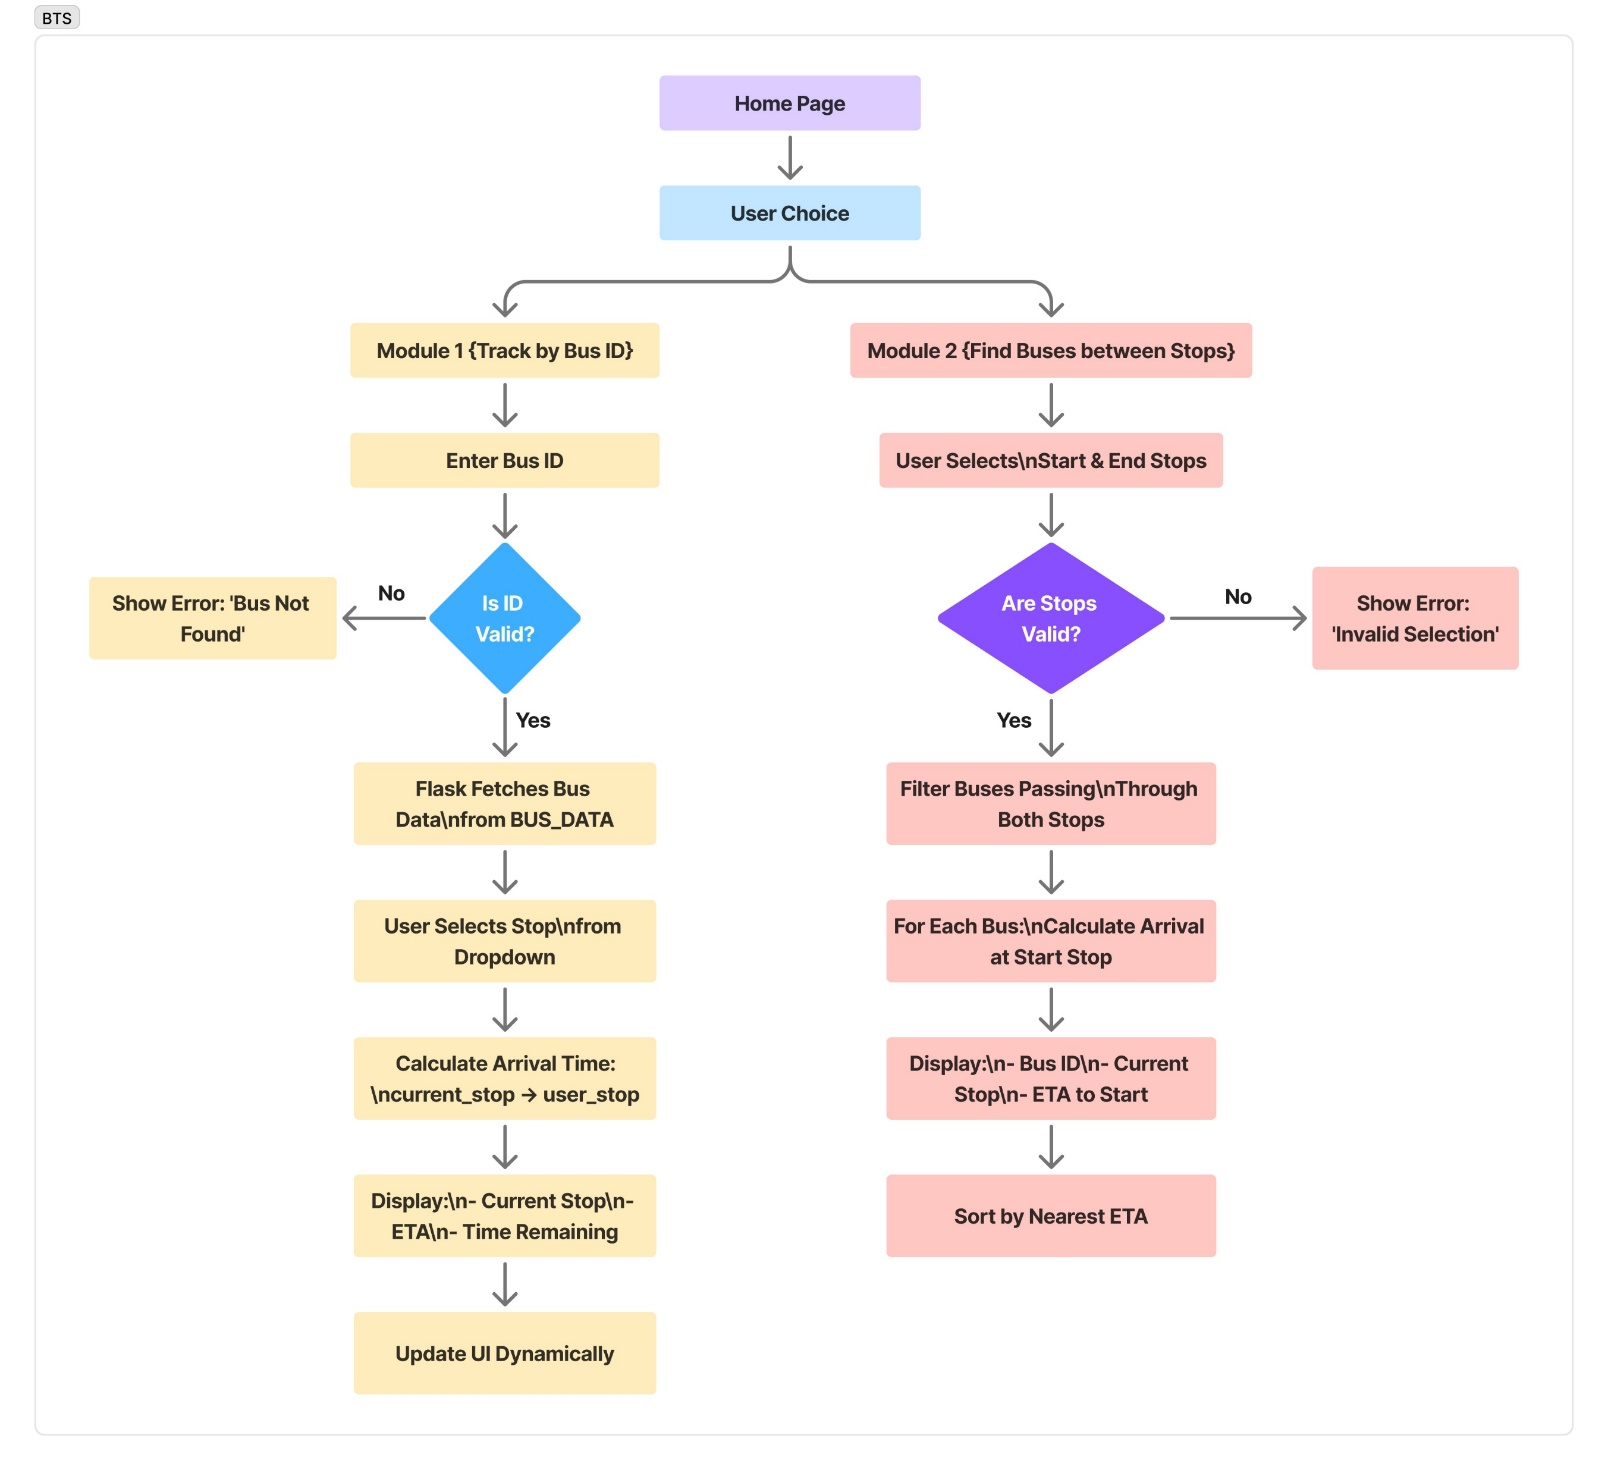 BTS
Home Page
User Choice
Module 1 {Track by Bus ID}
Module 2 {Find Buses between Stops}
Enter Bus ID
User Selects\nStart & End Stops
Show Error: 'Bus Not
Found'
No
Is ID
Valid?
Are Stops
Valid?
No
Show Error:
'Invalid Selection'
Yes
Yes
Flask Fetches Bus
Data\nfrom BUS_DATA
Filter Buses Passing\nThrough
Both Stops
User Selects Stop\nfrom
Dropdown
For Each Bus:\nCalculate Arrival
at Start Stop
Calculate Arrival Time:
\ncurrent_stop → user_stop
Display:\n- Bus ID\n- Current
Stop\n- ETA to Start
Display:\n- Current Stop\n-
ETA\n- Time Remaining
Sort by Nearest ETA
Update UI Dynamically